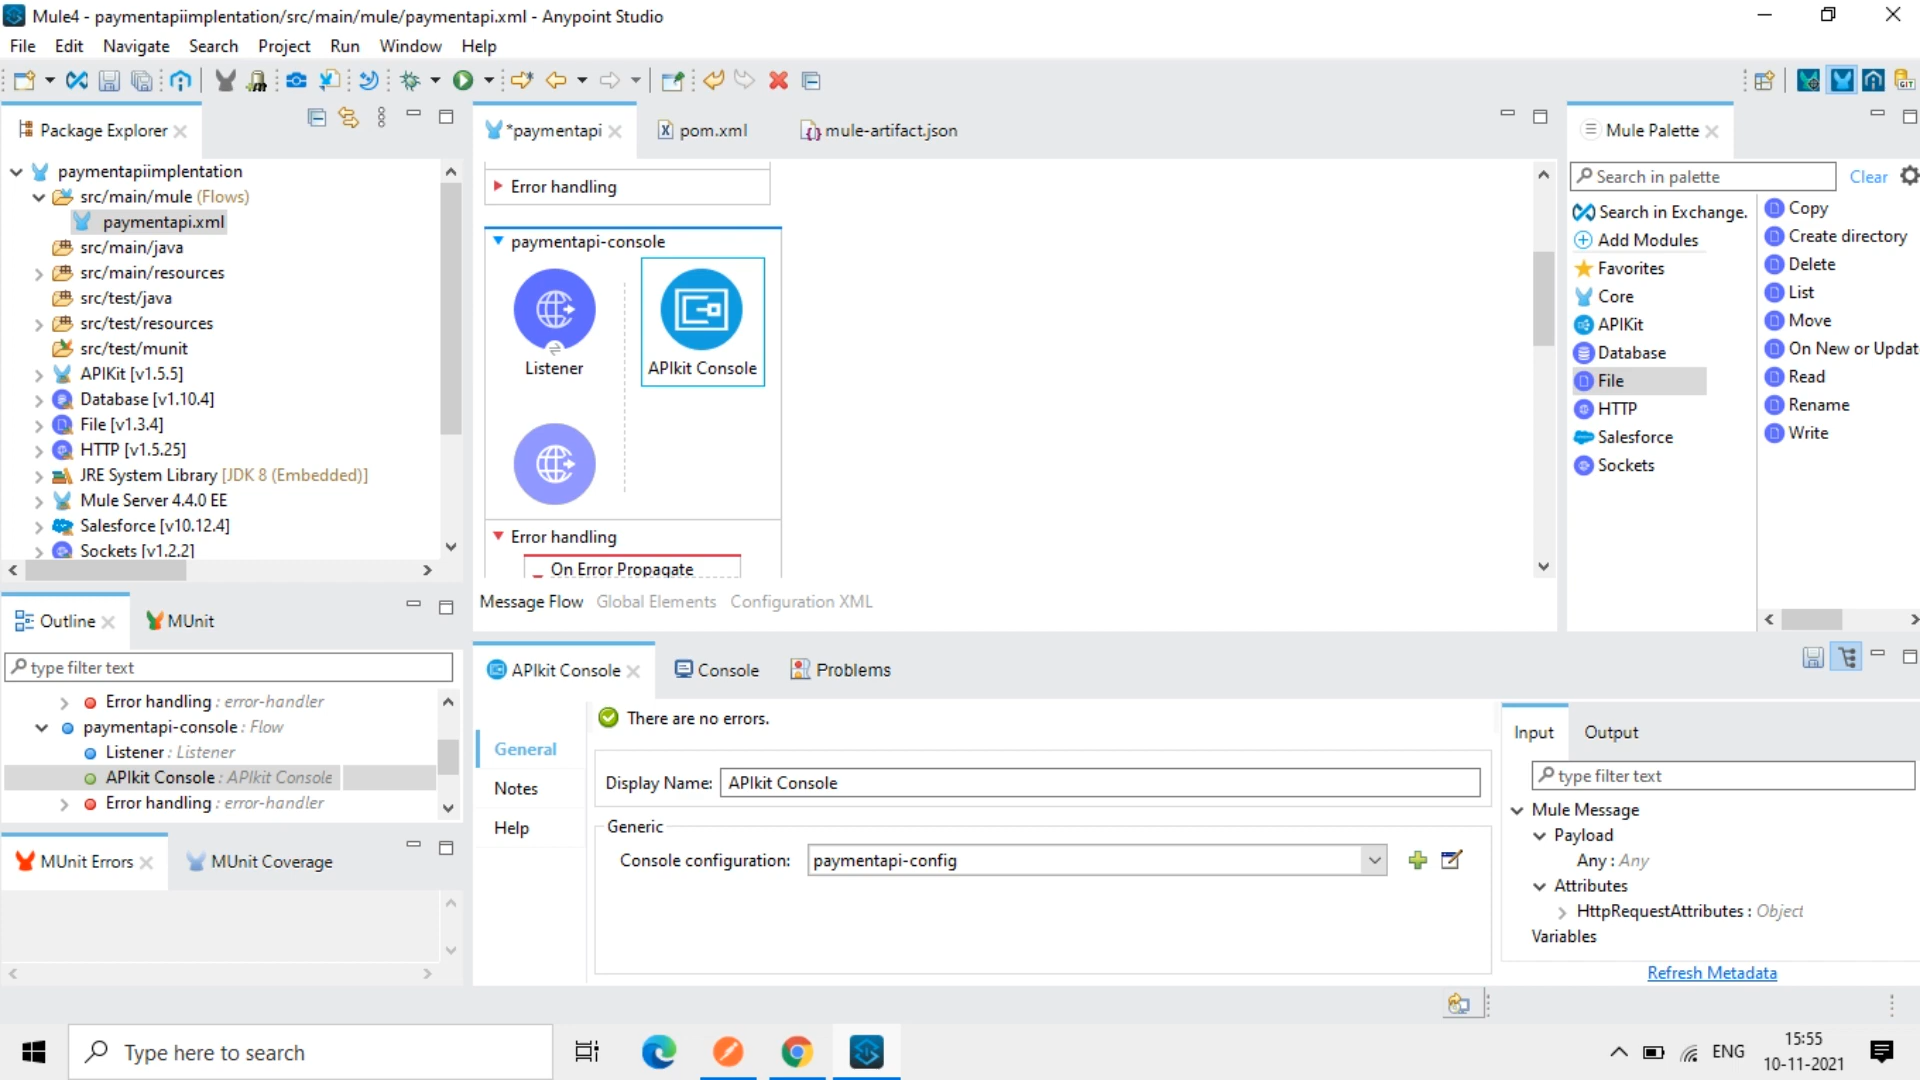 Mule4 - paymentapiimplentation/src/main/mule/paymentapi.xml - Anypoint Studio
File Edit Navigate Search Project Run Window Help
Package Explorer
paymentapiimplentation
src/main/mule (Flows)
paymentapi.xml
src/main/java
src/main/resources
src/test/java
src/test/resources
src/test/munit
APIKit [v1.5.5]
Database [v1.10.4]
File [v1.3.4]
HTTP [v1.5.25]
JRE System Library [JDK 8 (Embedded)]
Mule Server 4.4.0 EE
Salesforce [v10.12.4]
Sockets [v1.2.2]
*paymentapi pom.xml mule-artifact.json
Error handling
paymentapi-console
Listener
APIkit Console
Error handling
On Error Propagate
Message Flow Global Elements Configuration XML
Mule Palette
Search in palette Clear
Search in Exchange.
Add Modules
Favorites
Core
APIKit
Database
File
HTTP
Salesforce
Sockets
Copy
Create directory
Delete
List
Move
On New or Updat
Read
Rename
Write
Outline MUnit
type filter text
Error handling : error-handler
paymentapi-console : Flow
Listener : Listener
APIkit Console : APIkit Console
Error handling : error-handler
MUnit Errors MUnit Coverage
APIkit Console Console Problems
There are no errors.
General
Notes
Help
Display Name: APIkit Console
Generic
Console configuration: paymentapi-config
Input Output
type filter text
Mule Message
Payload
Any : Any
Attributes
HttpRequestAttributes : Object
Variables
Refresh Metadata
Type here to search
ENG
15:55
10-11-2021
GIT